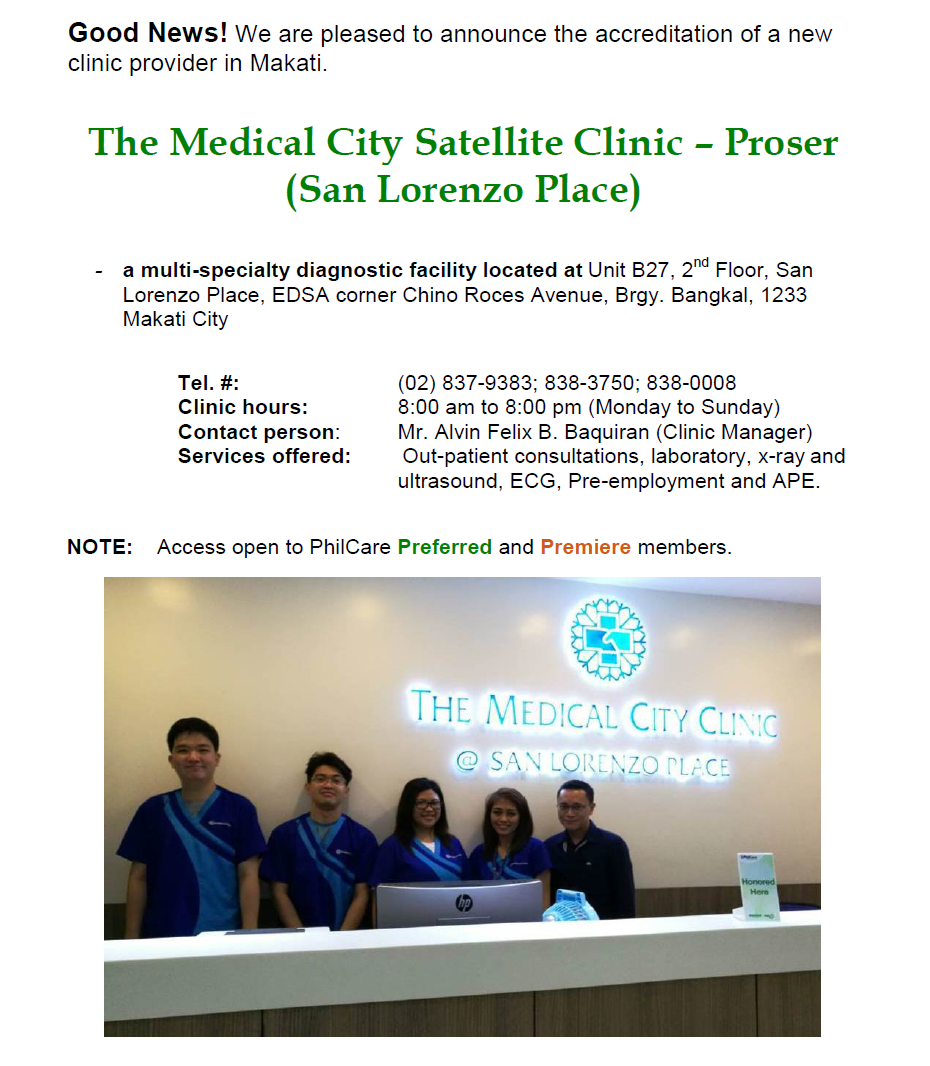 Good News! We are pleased to announce the accreditation of a new
clinic provider in Makati.
The Medical City Satellite Clinic – Proser
(San Lorenzo Place)
- a multi-specialty diagnostic facility located at Unit B27, 2nd Floor, San
Lorenzo Place, EDSA corner Chino Roces Avenue, Brgy. Bangkal, 1233
Makati City
Tel. #: (02) 837-9383; 838-3750; 838-0008
Clinic hours: 8:00 am to 8:00 pm (Monday to Sunday)
Contact person: Mr. Alvin Felix B. Baquiran (Clinic Manager)
Services offered: Out-patient consultations, laboratory, x-ray and
ultrasound, ECG, Pre-employment and APE.
NOTE: Access open to PhilCare Preferred and Premiere members.
THE MEDICAL CITY CLINIC
@ SAN LORENZO PLACE
hp
Honored
Here